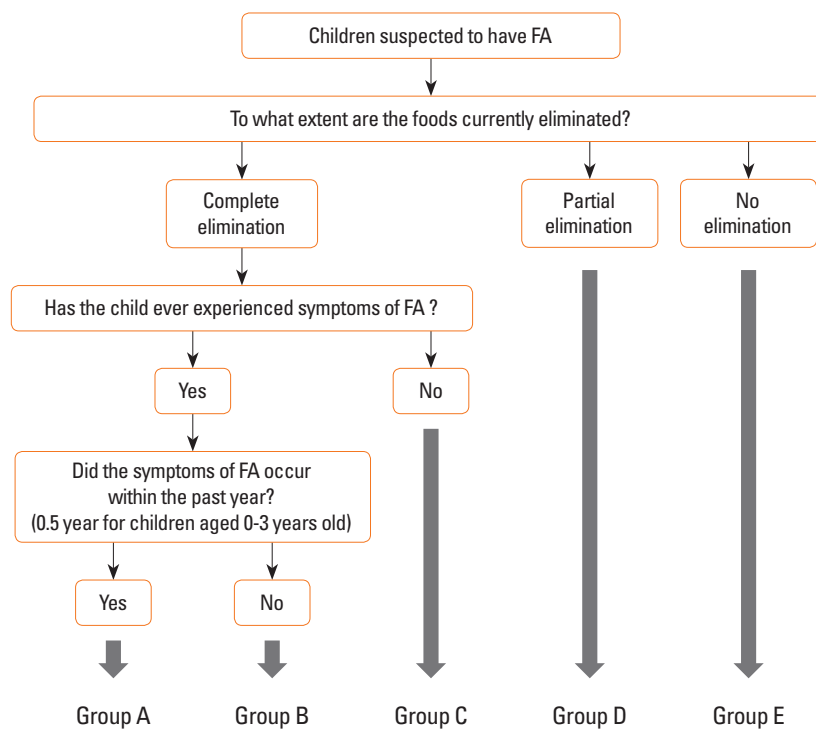 Children suspected to have FA
To what extent are the foods currently eliminated?
Complete
elimination
Partial
elimination
No
elimination
Has the child ever experienced symptoms of FA ?
Yes
No
Did the symptoms of FA occur
within the past year?
(0.5 year for children aged 0-3 years old)
Yes
No
Group A
Group B
Group C
Group D
Group E